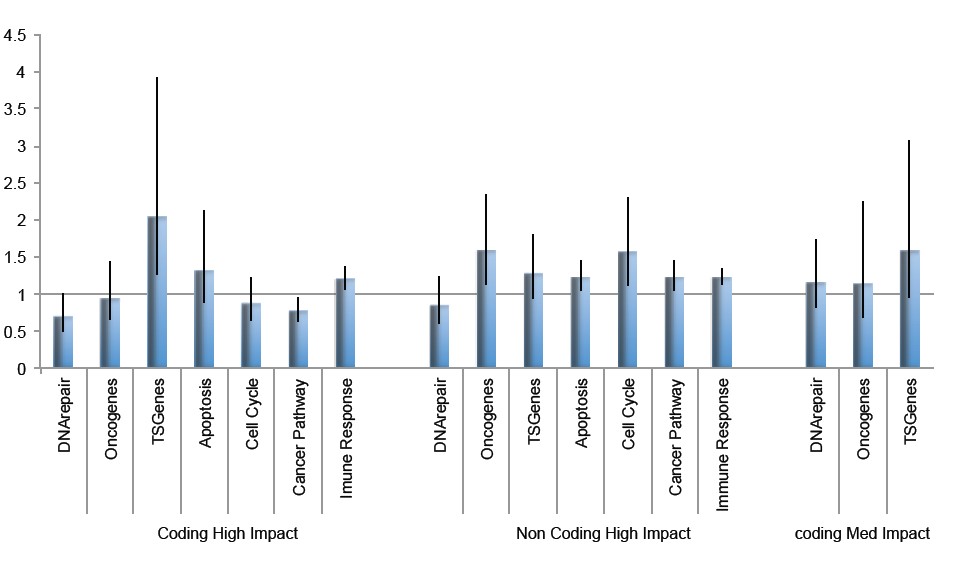 4.5
4
3.5
3
2.5
2
1.5
1
0.5
0
DNArepair
Oncogenes
TSGenes
Apoptosis
Cell Cycle
Cancer Pathway
Imune Response
DNArepair
Oncogenes
TSGenes
Apoptosis
Cell Cycle
Cancer Pathway
Immune Response
DNArepair
Oncogenes
TSGenes
Coding High Impact
Non Coding High Impact
coding Med Impact